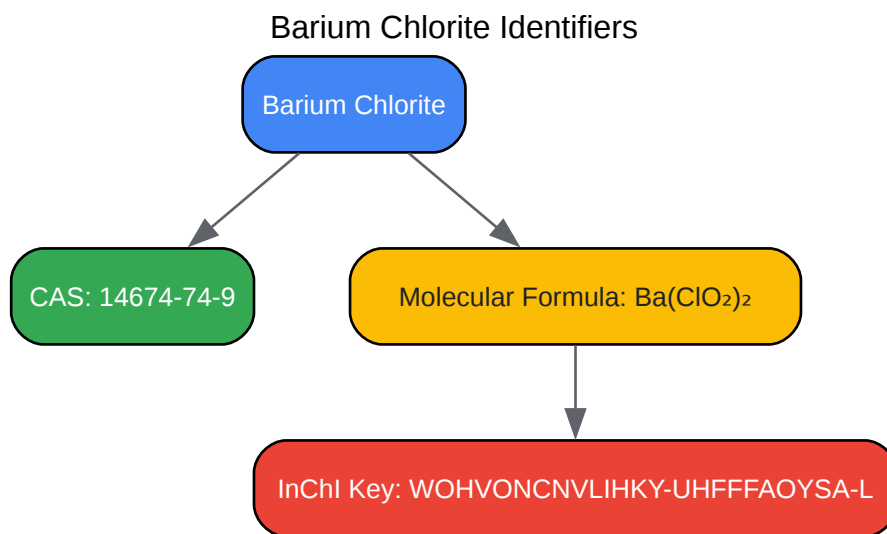 Barium Chlorite Identifiers
Barium Chlorite
CAS: 14674-74-9
Molecular Formula: Ba(ClO₂)₂
InChI Key: WOHVONCNVLIHKY-UHFFFAOYSA-L